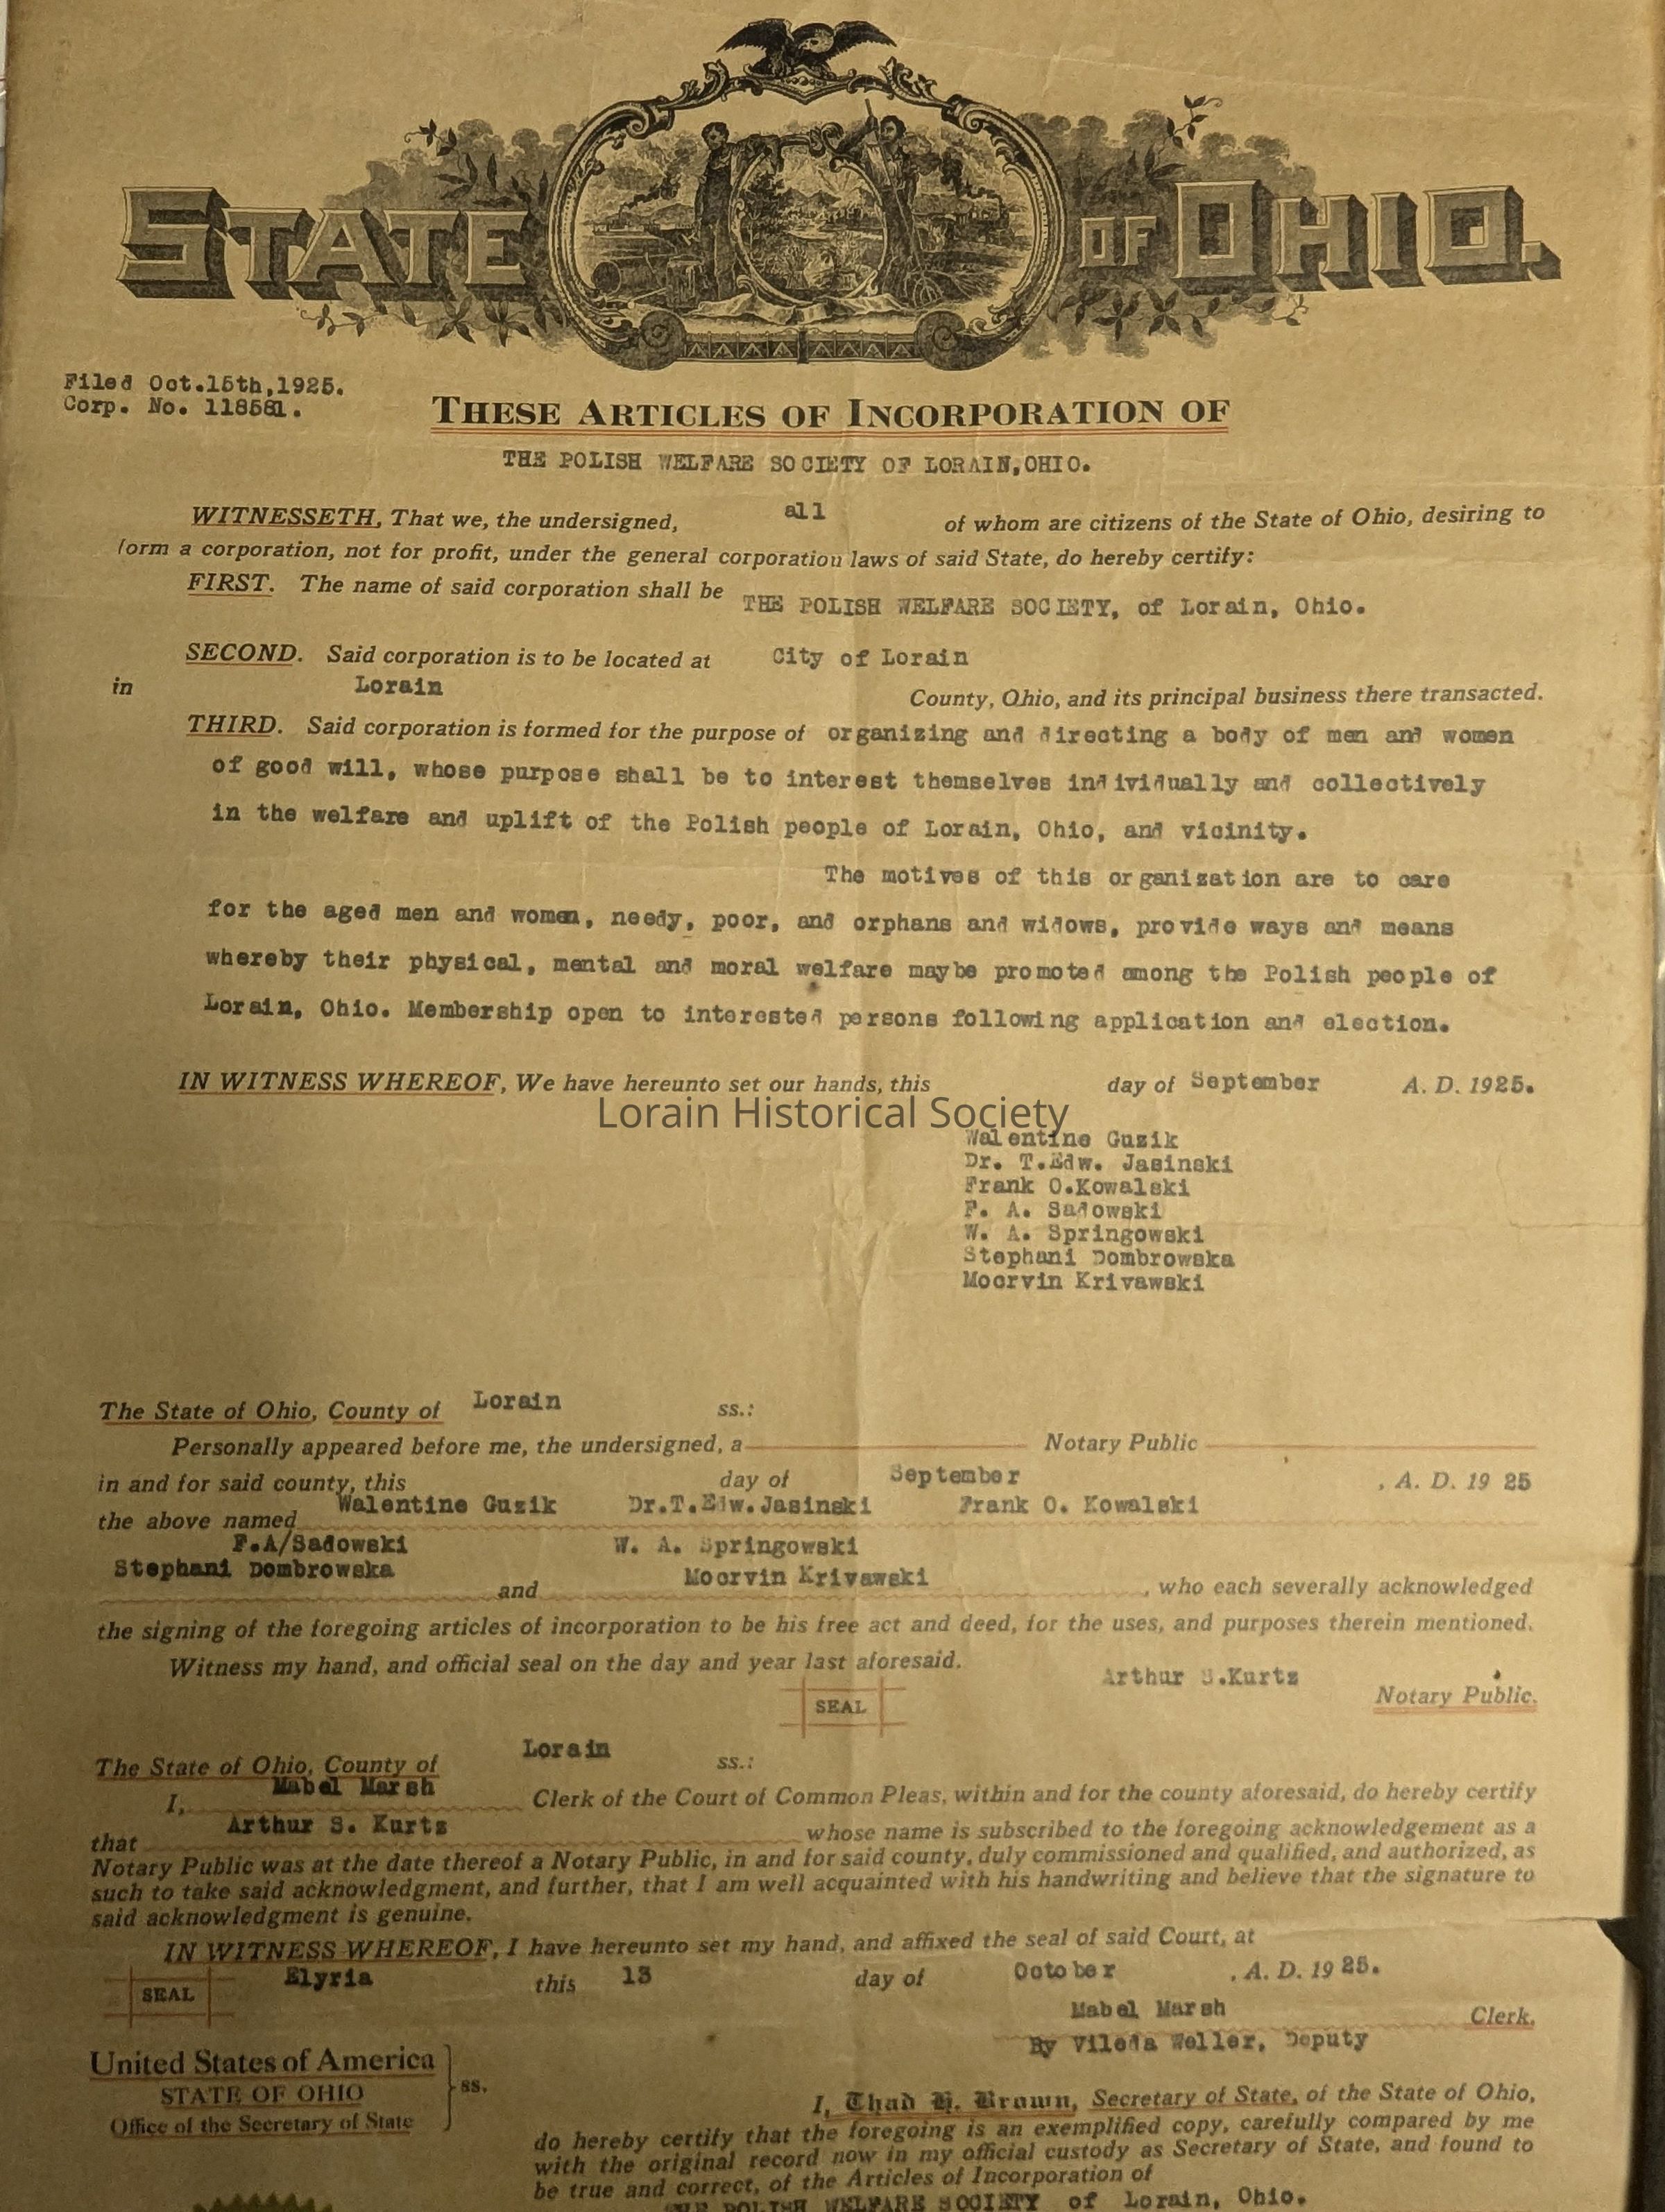 STATE OF OHIO.
Filed Oct.15th,1925.
Corp. No. 118581.
THESE ARTICLES OF INCORPORATION OF
THE POLISH WELFARE SOCIETY OF LORAIN,OHIO.
WITNESSETH, That we, the undersigned, all of whom are citizens of the State of Ohio, desiring to
form a corporation, not for profit, under the general corporation laws of said State, do hereby certify:
FIRST. The name of said corporation shall be THE POLISH WELFARE SOCIETY, of Lorain, Ohio.
SECOND. Said corporation is to be located at City of Lorain
in Lorain County, Ohio, and its principal business there transacted.
THIRD. Said corporation is formed for the purpose of organizing and directing a body of men and women
of good will, whose purpose shall be to interest themselves individually and collectively
in the welfare and uplift of the Polish people of Lorain, Ohio, and vicinity.
The motives of this organization are to care
for the aged men and women, needy, poor, and orphans and widows, provide ways and means
whereby their physical, mental and moral welfare maybe promoted among the Polish people of
Lorain, Ohio. Membership open to interested persons following application and election.
IN WITNESS WHEREOF, We have hereunto set our hands, this day of September A. D. 1925.
Lorain Historical Society
Walentine Guzik
Dr. T.Edw. Jasinski
Frank O.Kowalski
F. A. Sadowski
W. A. Springowski
Stephani Dombrowska
Moorvin Krivawski
The State of Ohio, County of Lorain ss.:
Personally appeared before me, the undersigned, a Notary Public
in and for said county, this day of September , A. D. 19 25
the above named Walentine Guzik Dr.T.Edw.Jasinski Frank O. Kowalski
F.A/Sadowski W. A. Springowski
Stephani Dombrowska and Moorvin Krivawski , who each severally acknowledged
the signing of the foregoing articles of incorporation to be his free act and deed, for the uses, and purposes therein mentioned.
Witness my hand, and official seal on the day and year last aforesaid.
Arthur S.Kurtz
SEAL
Notary Public.
The State of Ohio, County of Lorain ss.:
I, Mabel Marsh Clerk of the Court of Common Pleas, within and for the county aforesaid, do hereby certify
that Arthur S. Kurtz whose name is subscribed to the foregoing acknowledgement as a
Notary Public was at the date thereof a Notary Public, in and for said county, duly commissioned and qualified, and authorized, as
such to take said acknowledgment, and further, that I am well acquainted with his handwriting and believe that the signature to
said acknowledgment is genuine.
IN WITNESS WHEREOF, I have hereunto set my hand, and affixed the seal of said Court, at
SEAL
Elyria this 13 day of October , A. D. 19 25.
Mabel Marsh Clerk.
By Vileda Weller, Deputy
United States of America
STATE OF OHIO
Office of the Secretary of State
ss.
I, Thad H. Brown, Secretary of State, of the State of Ohio,
do hereby certify that the foregoing is an exemplified copy, carefully compared by me
with the original record now in my official custody as Secretary of State, and found to
be true and correct, of the Articles of Incorporation of
THE POLISH WELFARE SOCIETY of Lorain, Ohio.